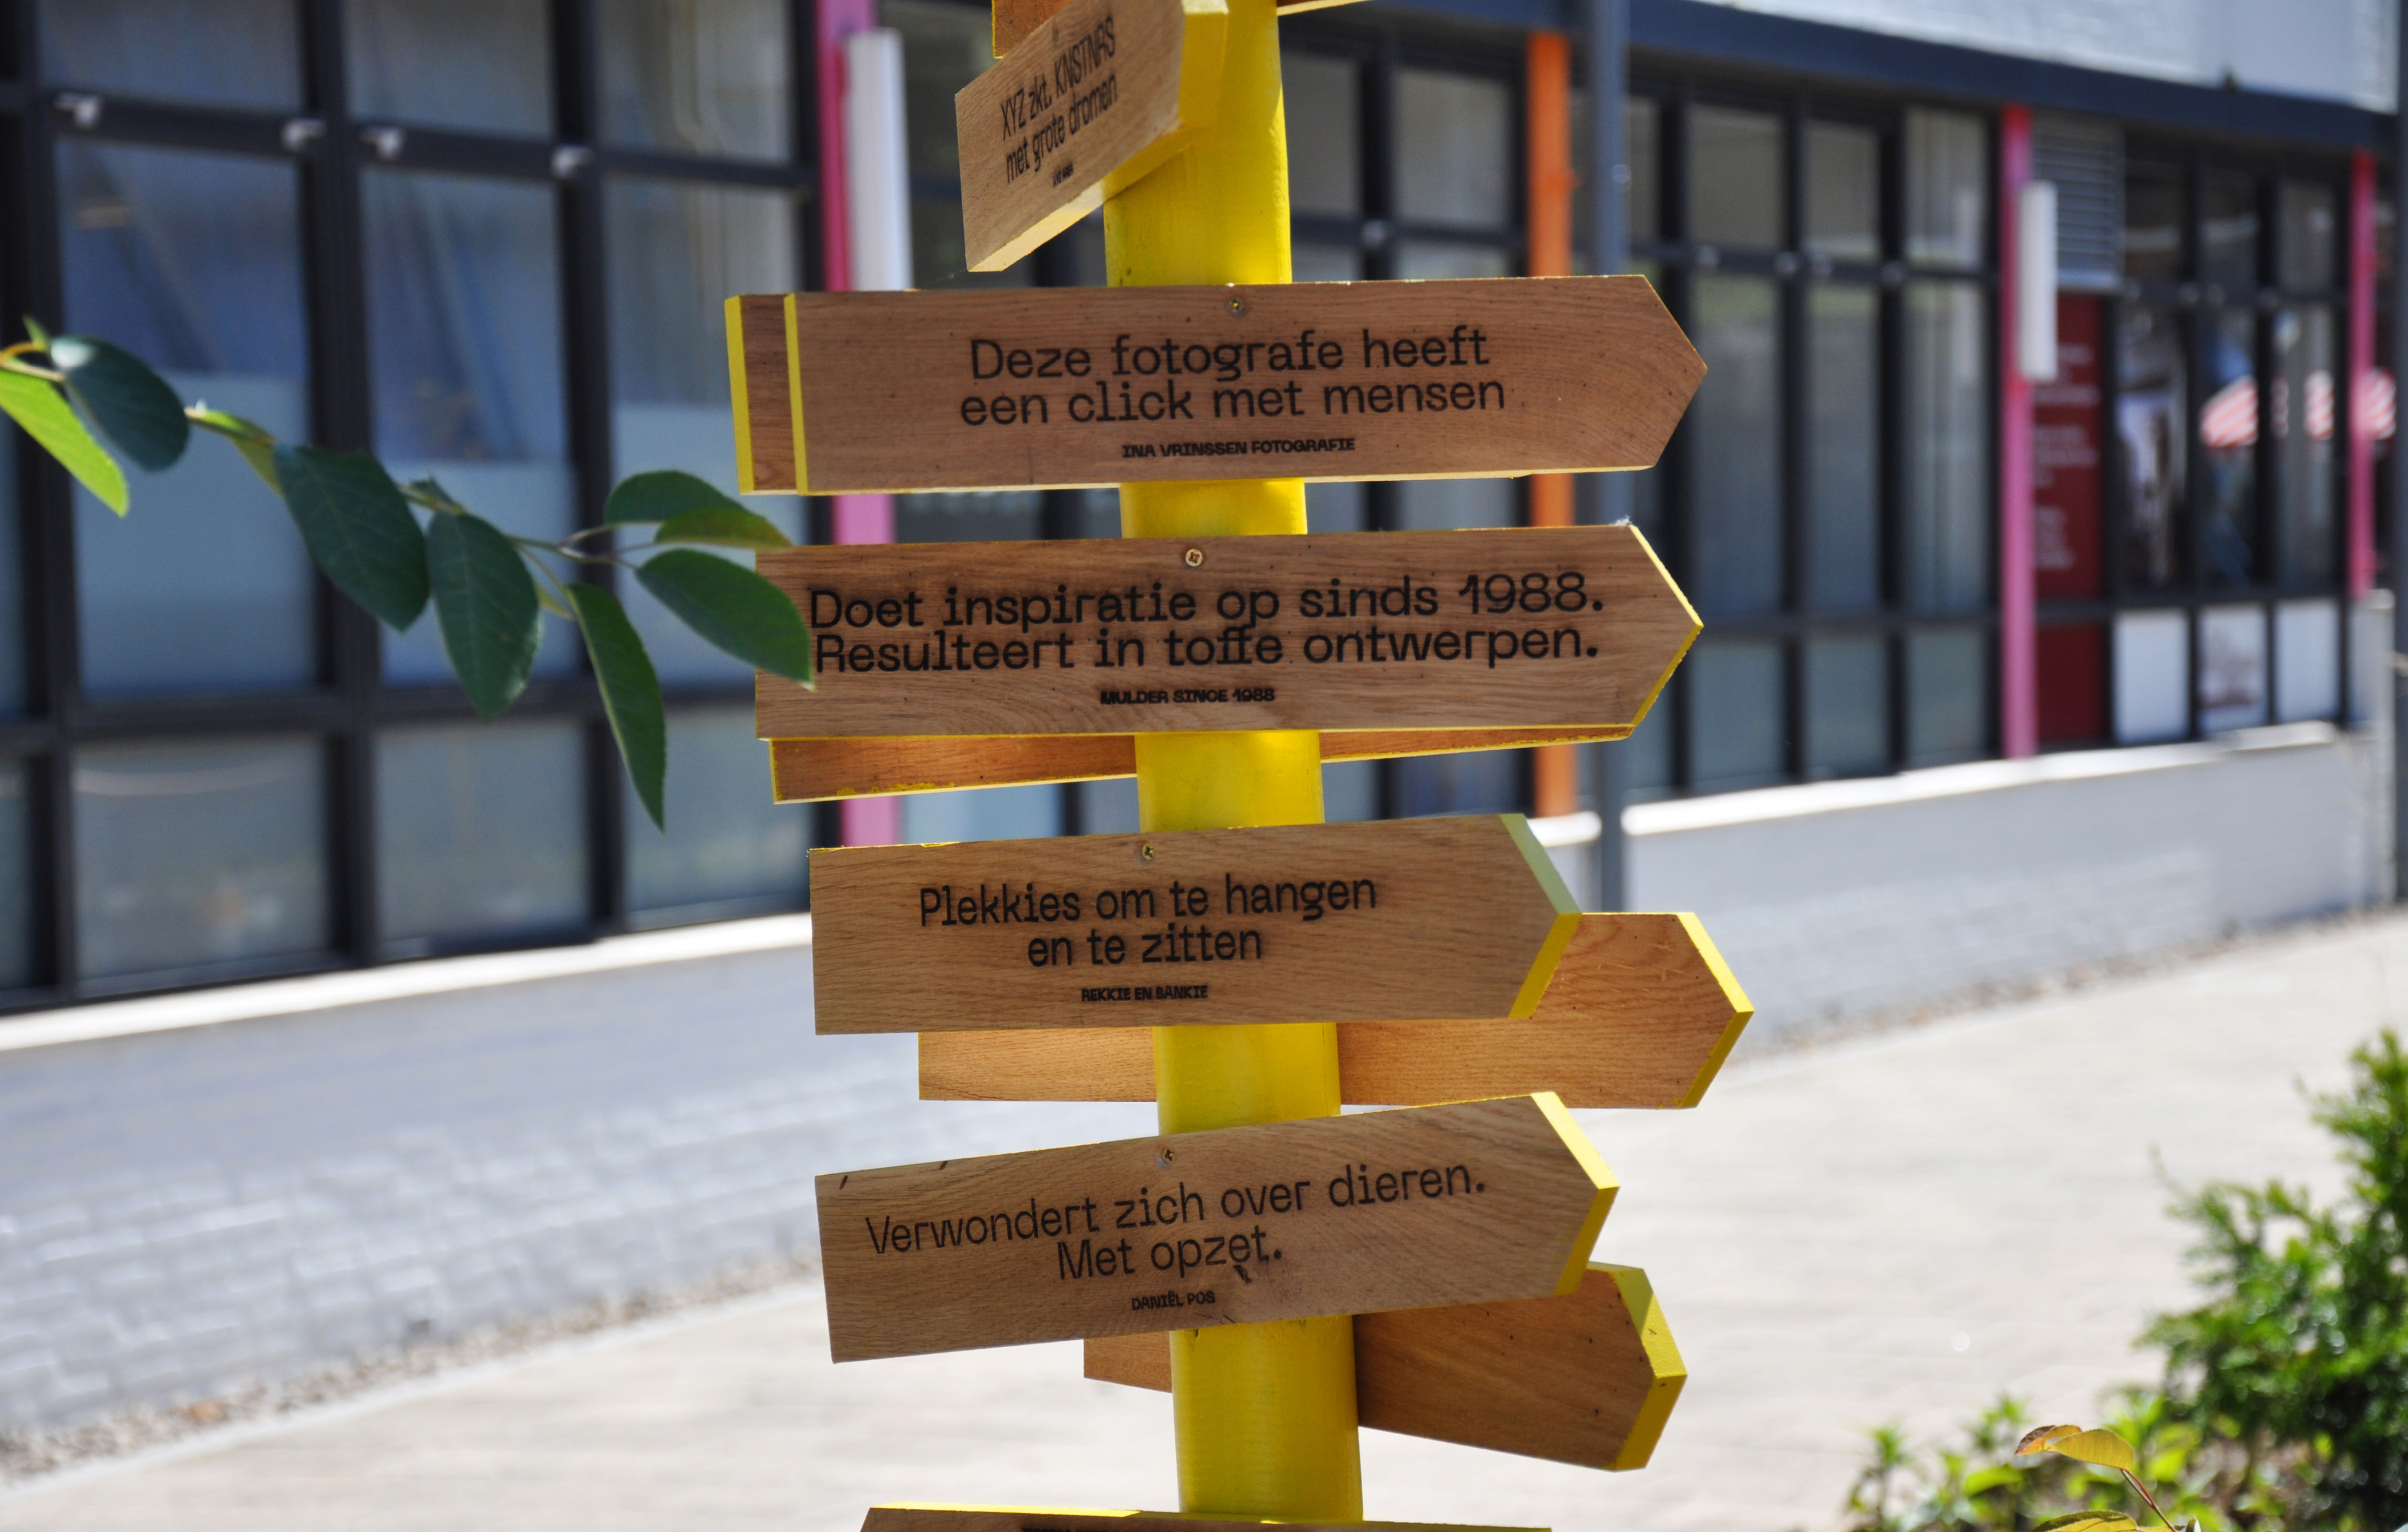 XYZ zkt. KNSTNRS
met grote dromen
Deze fotografe heeft
een click met mensen
INA VRINSSEN FOTOGRAFIE
Doet inspiratie op sinds 1988.
Resulteert in toffe ontwerpen.
MULDER SINCE 1988
Plekkies om te hangen
en te zitten
REKKIE EN BANKIE
Verwondert zich over dieren.
Met opzet.
DANIËL POS